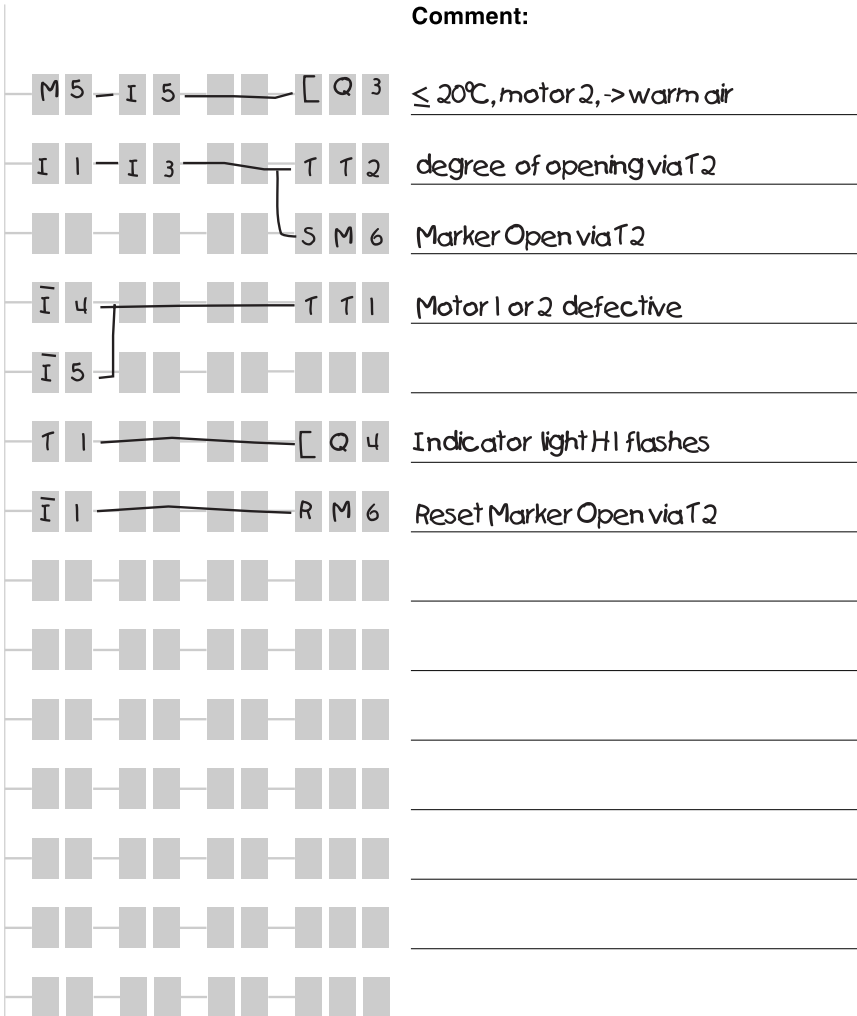 Comment:
M 5 I 5 [ Q 3 ≤ 20°C, motor 2, -> warm air
I 1 I 3 T T 2 degree of opening via T2
S M 6 Marker Open via T2
Ī 4 T T 1 Motor 1 or 2 defective
Ī 5
T 1 [ Q 4 Indicator light H1 flashes
Ī 1 R M 6 Reset Marker Open via T2